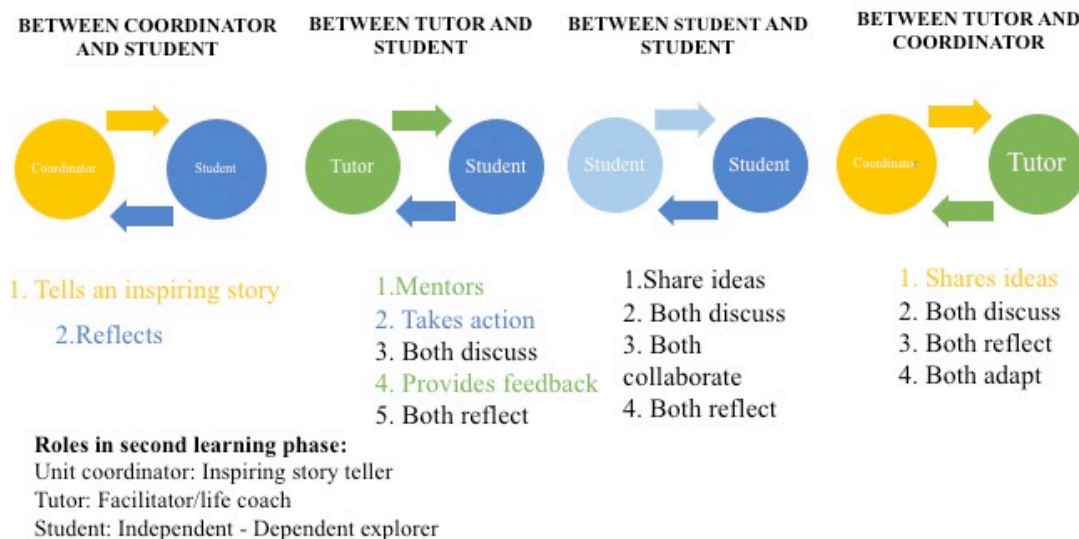 BETWEEN COORDINATOR
AND STUDENT
Coordinator
Student
1. Tells an inspiring story
2.Reflects
BETWEEN TUTOR AND
STUDENT
Tutor
Student
1.Mentors
2. Takes action
3. Both discuss
4. Provides feedback
5. Both reflect
BETWEEN STUDENT AND
STUDENT
Student
Student
1.Share ideas
2. Both discuss
3. Both
collaborate
4. Both reflect
BETWEEN TUTOR AND
COORDINATOR
Coordinator
Tutor
1. Shares ideas
2. Both discuss
3. Both reflect
4. Both adapt
Roles in second learning phase:
Unit coordinator: Inspiring story teller
Tutor: Facilitator/life coach
Student: Independent - Dependent explorer